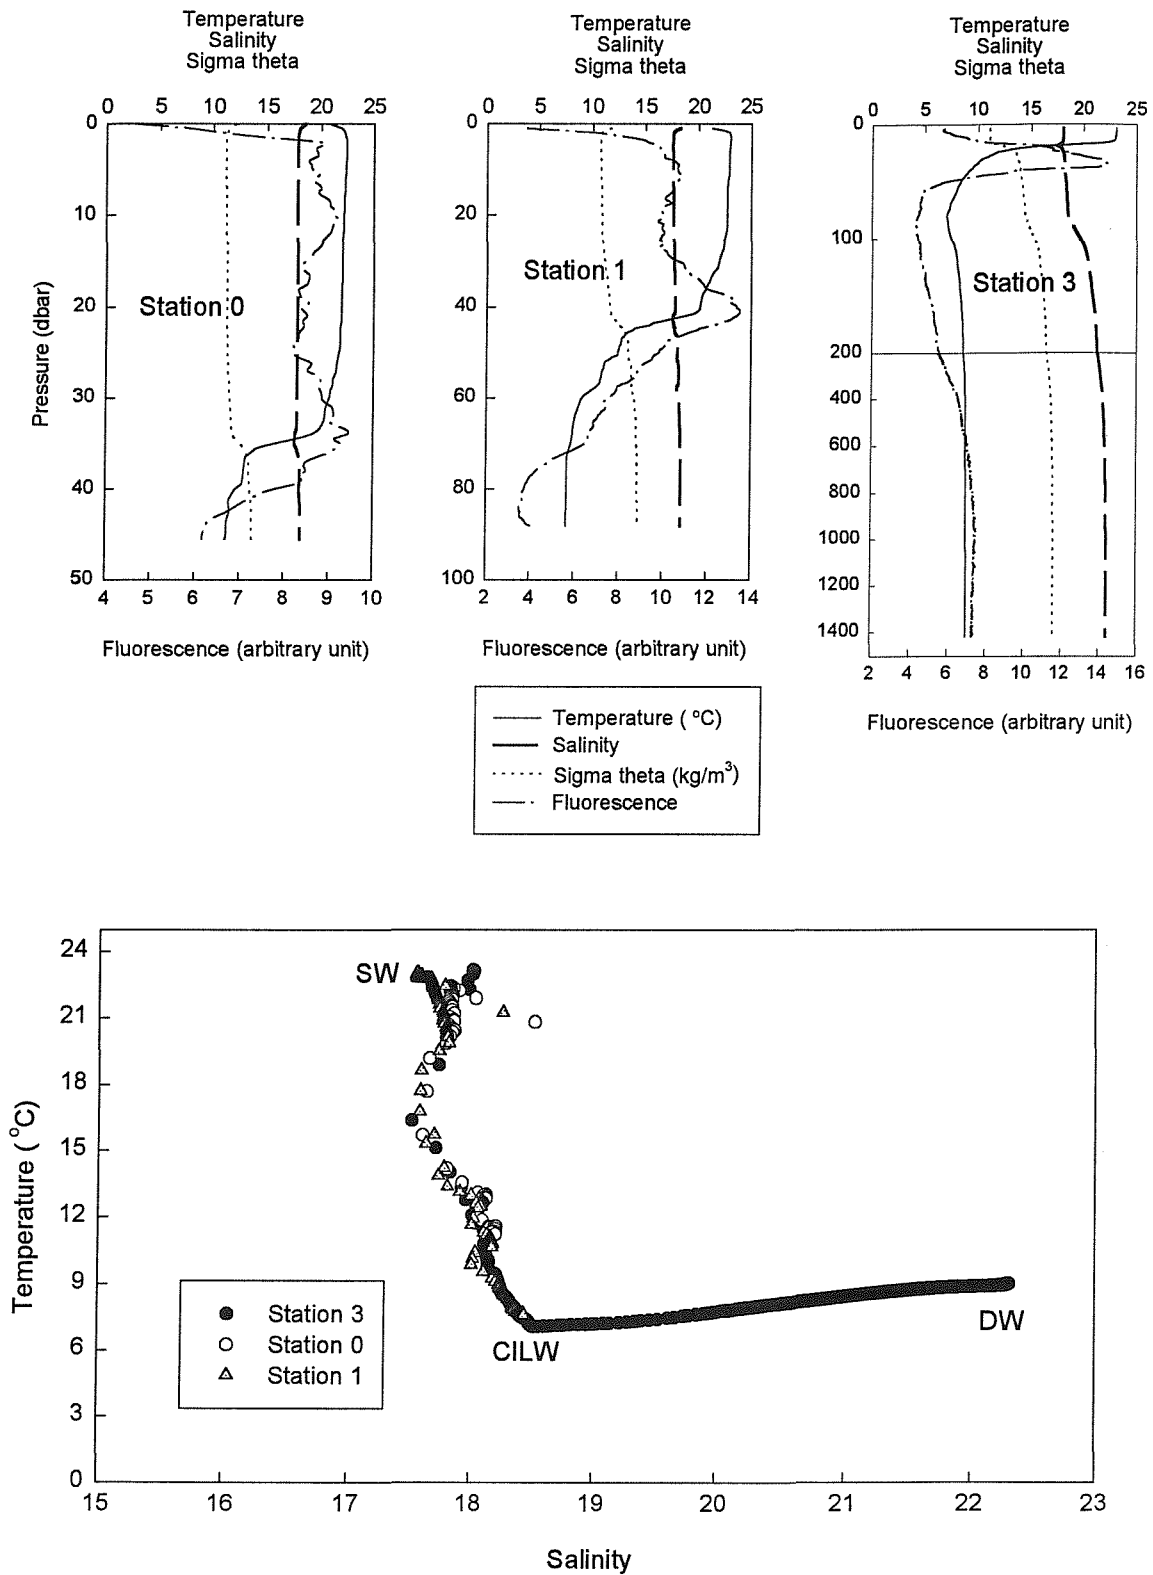 Temperature
Salinity
Sigma theta
0 5 10 15 20 25
0
10
20
30
40
50
Pressure (dbar)
Station 0
4 5 6 7 8 9 10
Fluorescence (arbitrary unit)
Temperature
Salinity
Sigma theta
0 5 10 15 20 25
0
20
40
60
80
100
Station 1
2 4 6 8 10 12 14
Fluorescence (arbitrary unit)
Temperature
Salinity
Sigma theta
0 5 10 15 20 25
0
100
200
400
600
800
1000
1200
1400
Station 3
2 4 6 8 10 12 14 16
Fluorescence (arbitrary unit)
Temperature ( °C)
Salinity
Sigma theta (kg/m³)
Fluorescence
24
21
18
15
12
9
6
3
0
Temperature ( °C)
SW
CILW
DW
Station 3
Station 0
Station 1
15 16 17 18 19 20 21 22 23
Salinity